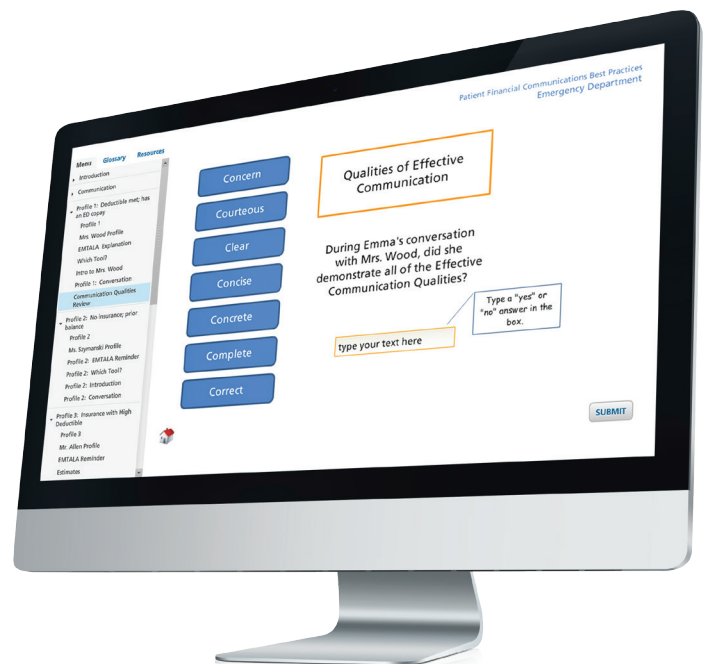 Patient Financial Communications Best Practices
Emergency Department
Menu Glossary Resources
Introduction
Communication
Profile 1: Deductible met; has
an ED copay
Profile 1
Mrs. Wood Profile
EMTALA Explanation
Which Tool?
Intro to Mrs. Wood
Profile 1: Conversation
Communication Qualities
Review
Profile 2: No insurance; prior
balance
Profile 2
Ms. Szymanski Profile
Profile 2: EMTALA Reminder
Profile 2: Which Tool?
Profile 2: Introduction
Profile 2: Conversation
Profile 3: Insurance with High
Deductible
Profile 3
Mr. Allen Profile
EMTALA Reminder
Estimates
Concern
Courteous
Clear
Concise
Concrete
Complete
Correct
Qualities of Effective
Communication
During Emma's conversation
with Mrs. Wood, did she
demonstrate all of the Effective
Communication Qualities?
Type a "yes" or
"no" answer in the
box.
type your text here
SUBMIT